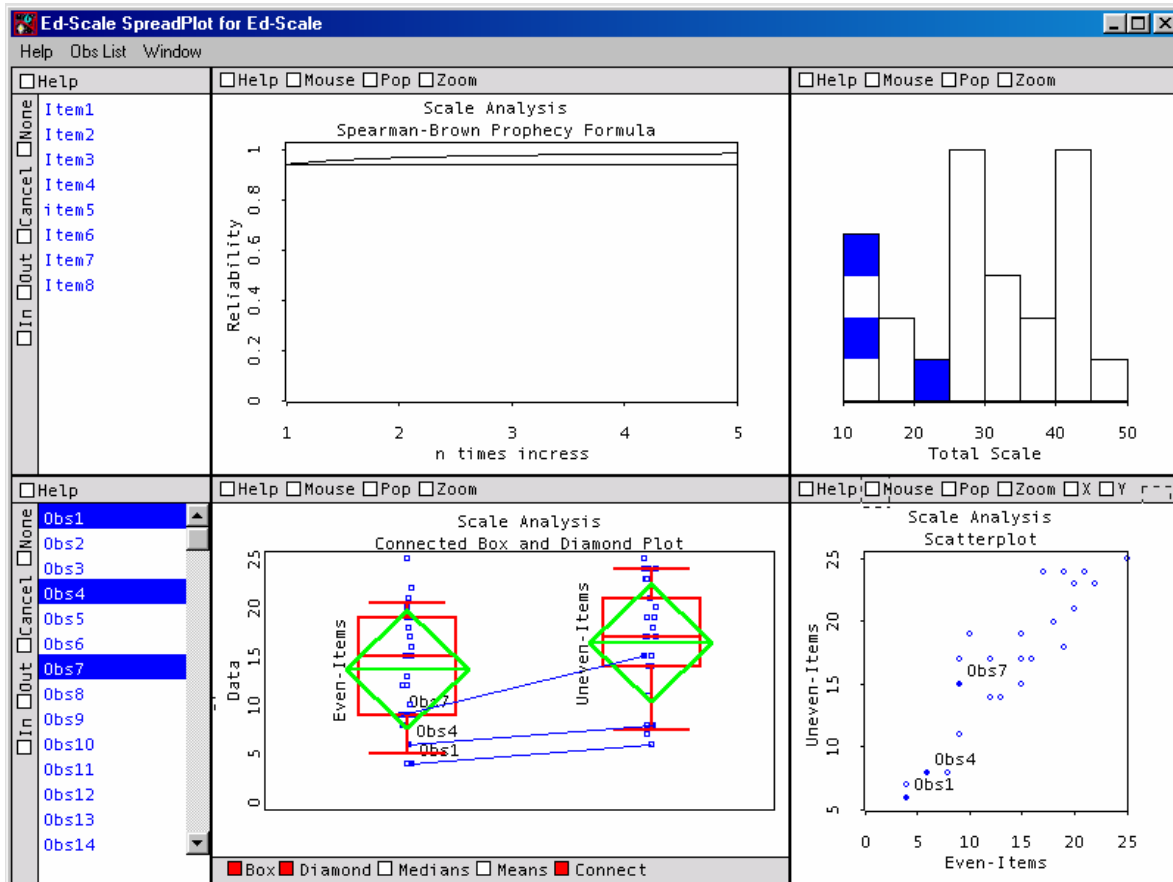 Ed-Scale SpreadPlot for Ed-Scale
Help Obs List Window
Help
None
Cancel
Out
In
Item1
Item2
Item3
Item4
item5
Item6
Item7
Item8
Help Mouse Pop Zoom
Scale Analysis
Spearman-Brown Prophecy Formula
Reliability
1
0.8
0.6
0.4
0.2
0
1 2 3 4 5
n times incress
Help Mouse Pop Zoom
10 20 30 40 50
Total Scale
Help
None
Cancel
Out
In
Obs1
Obs2
Obs3
Obs4
Obs5
Obs6
Obs7
Obs8
Obs9
Obs10
Obs11
Obs12
Obs13
Obs14
Help Mouse Pop Zoom
Scale Analysis
Connected Box and Diamond Plot
Data
25
20
15
10
5
0
Even-Items
Uneven-Items
Obs7
Obs4
Obs1
Box Diamond Medians Means Connect
Help Mouse Pop Zoom X Y
Scale Analysis
Scatterplot
Uneven-Items
25
20
15
10
5
Obs7
Obs4
Obs1
0 5 10 15 20 25
Even-Items